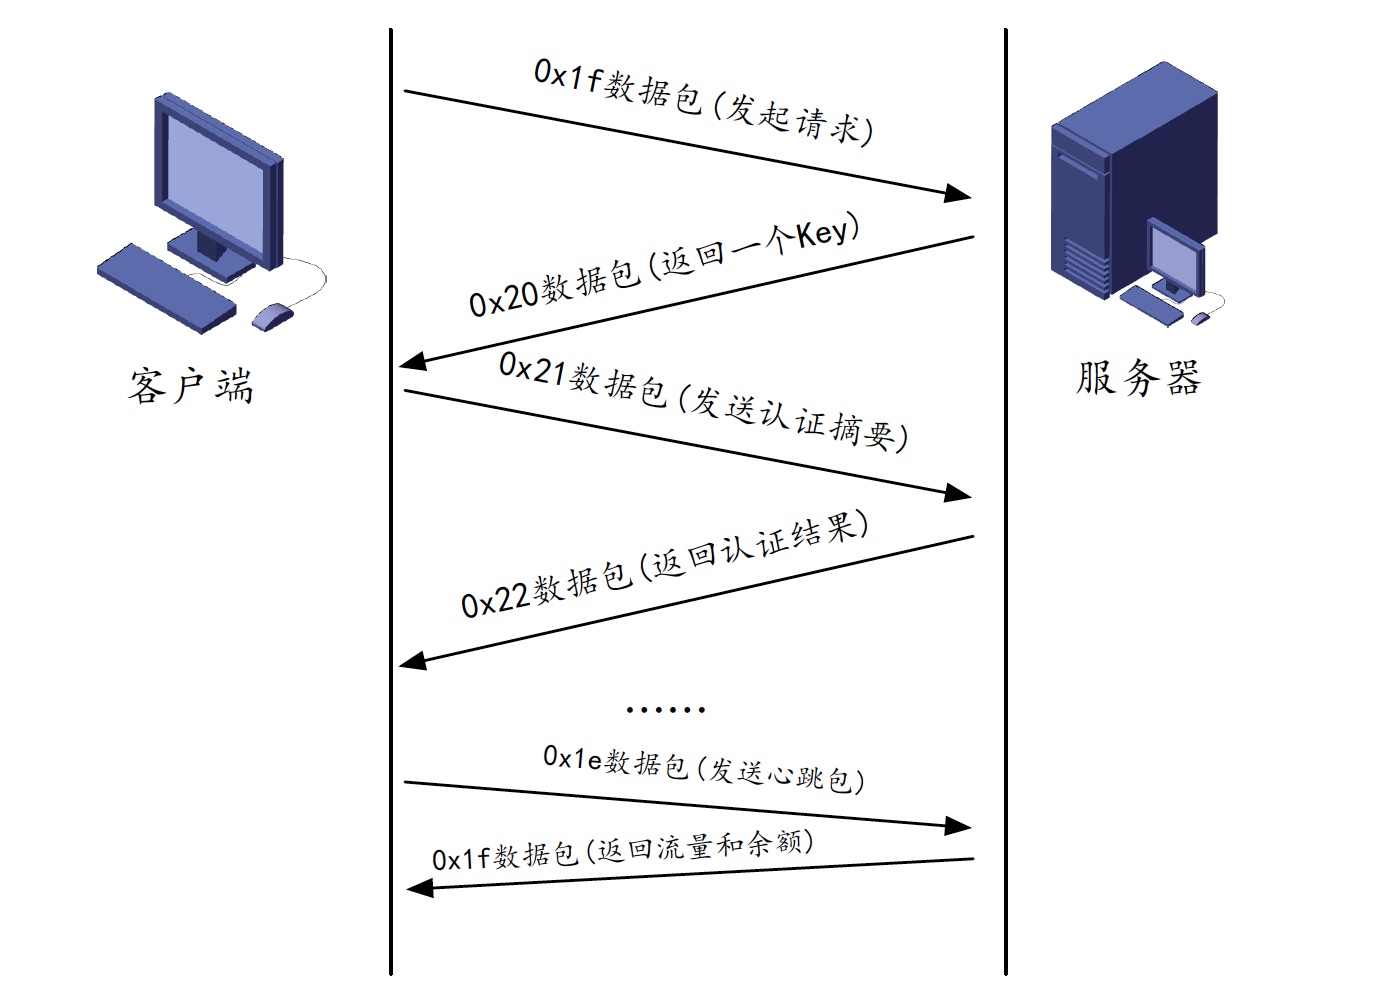 0x1f数据包(发起请求)
0x20数据包(返回一个Key)
客户端
服务器
0x21数据包(发送认证摘要)
0x22数据包(返回认证结果)
......
0x1e数据包(发送心跳包)
0x1f数据包(返回流量和余额)